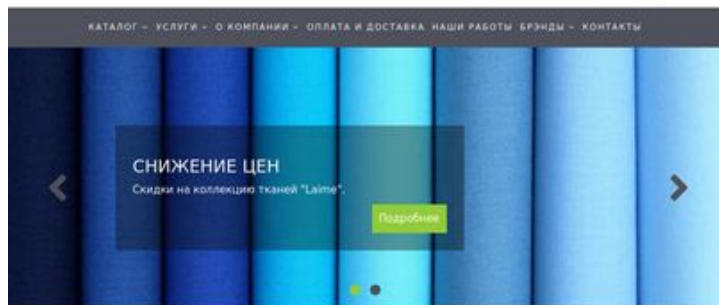 КАТАЛОГ УСЛУГИ О КОМПАНИИ ОПЛАТА И ДОСТАВКА НАШИ РАБОТЫ БРЭНДЫ КОНТАКТЫ
СНИЖЕНИЕ ЦЕН
Скидки на коллекцию тканей "Laime".
Подробнее